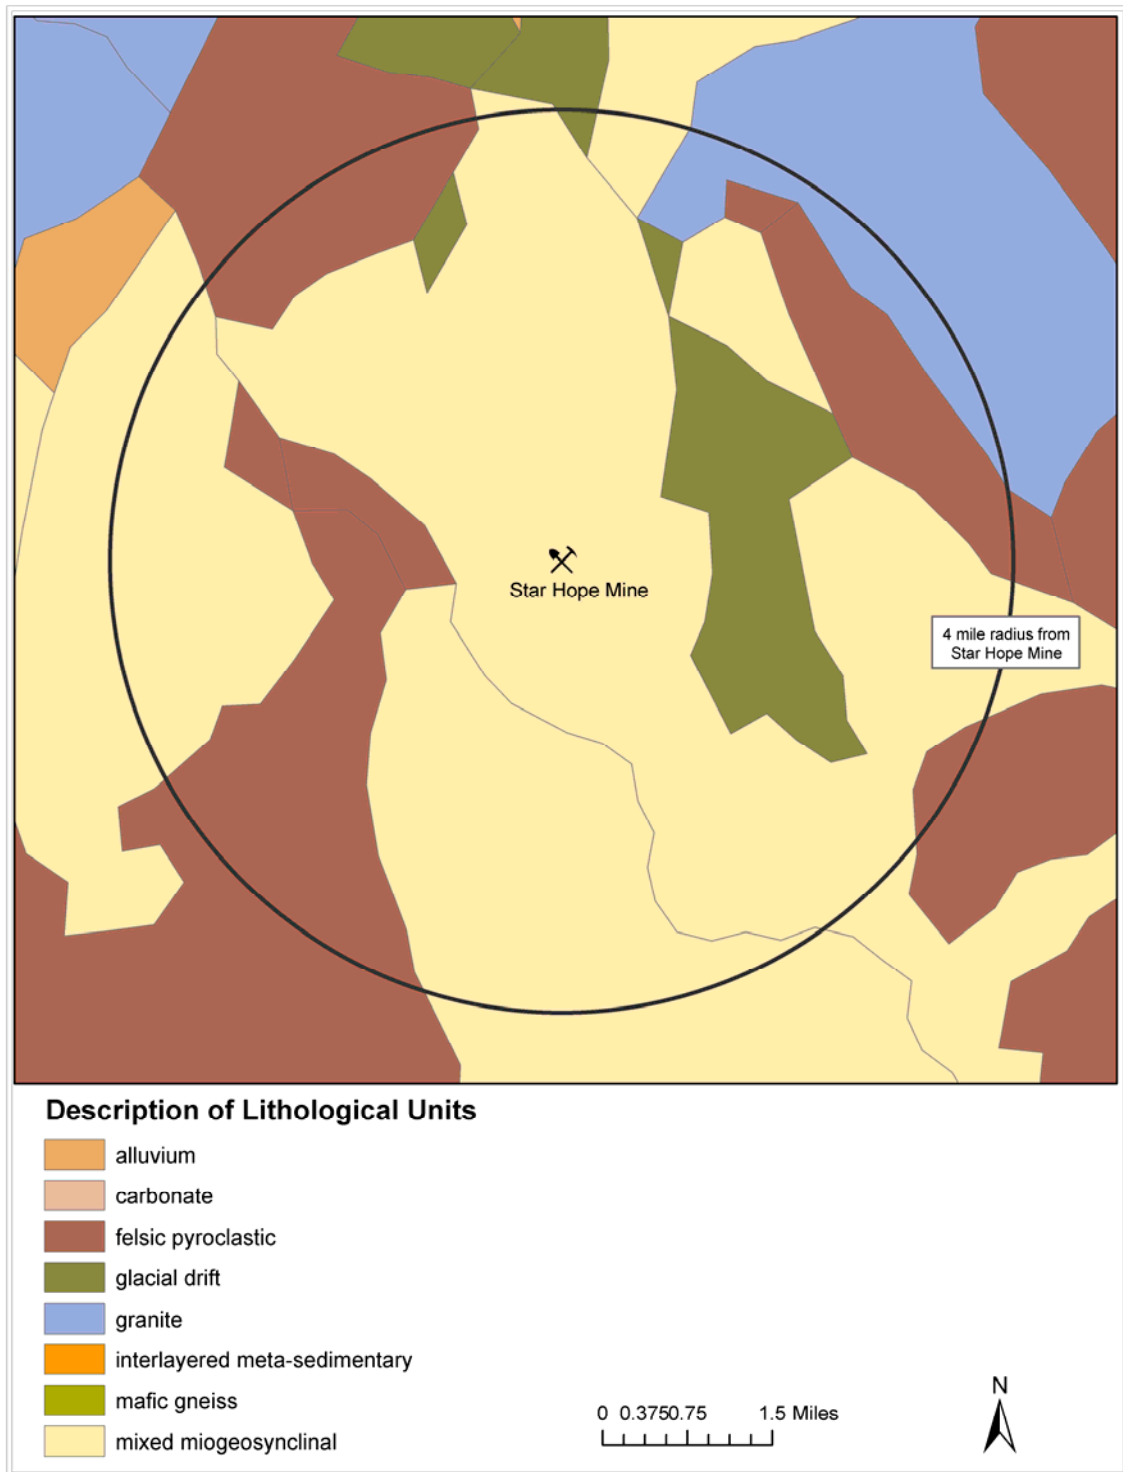 Star Hope Mine
4 mile radius from
Star Hope Mine
Description of Lithological Units
alluvium
carbonate
felsic pyroclastic
glacial drift
granite
interlayered meta-sedimentary
mafic gneiss
mixed miogeosynclinal
0 0.3750.75 1.5 Miles
N